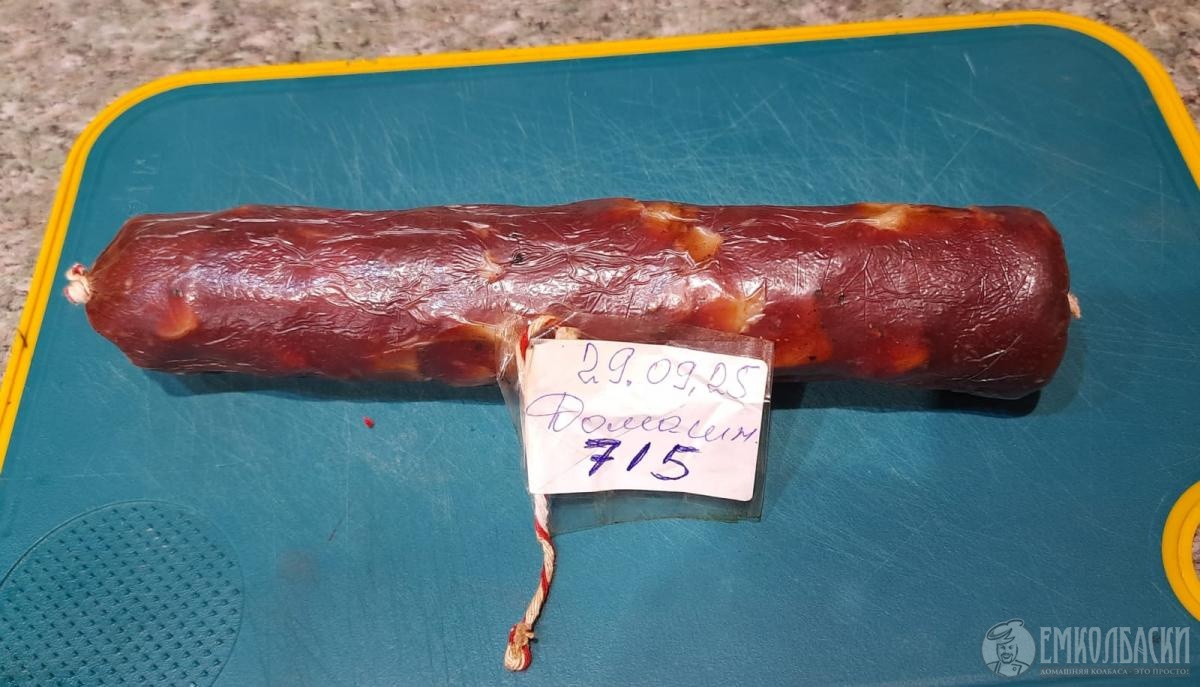 29.09.25
Домашн.
715
ЕМКОЛБАСКИ
ДОМАШНЯЯ КОЛБАСА - ЭТО ПРОСТО!